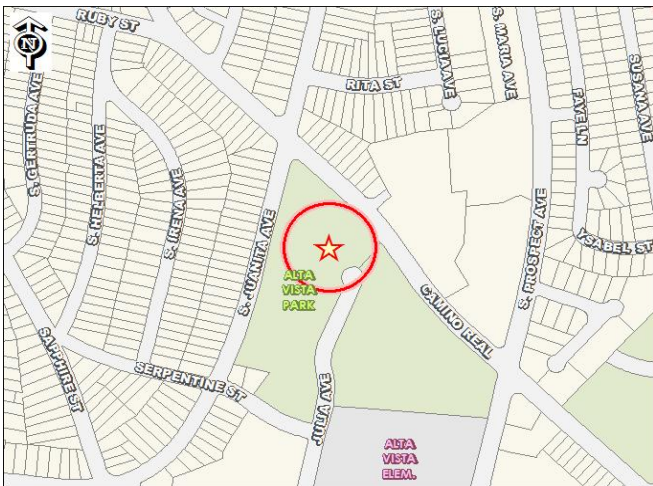 N
RUBY ST
S. GERTRUDA AVE
S. HELBERTA AVE
S. IRENA AVE
S. JUANITA AVE
RITA ST
S. LUCIA AVE
S. MARIA AVE
SUSANA AVE
FAYE LN
YSABEL ST
S. PROSPECT AVE
CAMINO REAL
ALTA
VISTA
PARK
JULIA AVE
SERPENTINE ST
SAPPHIRE ST
ALTA
VISTA
ELEM.